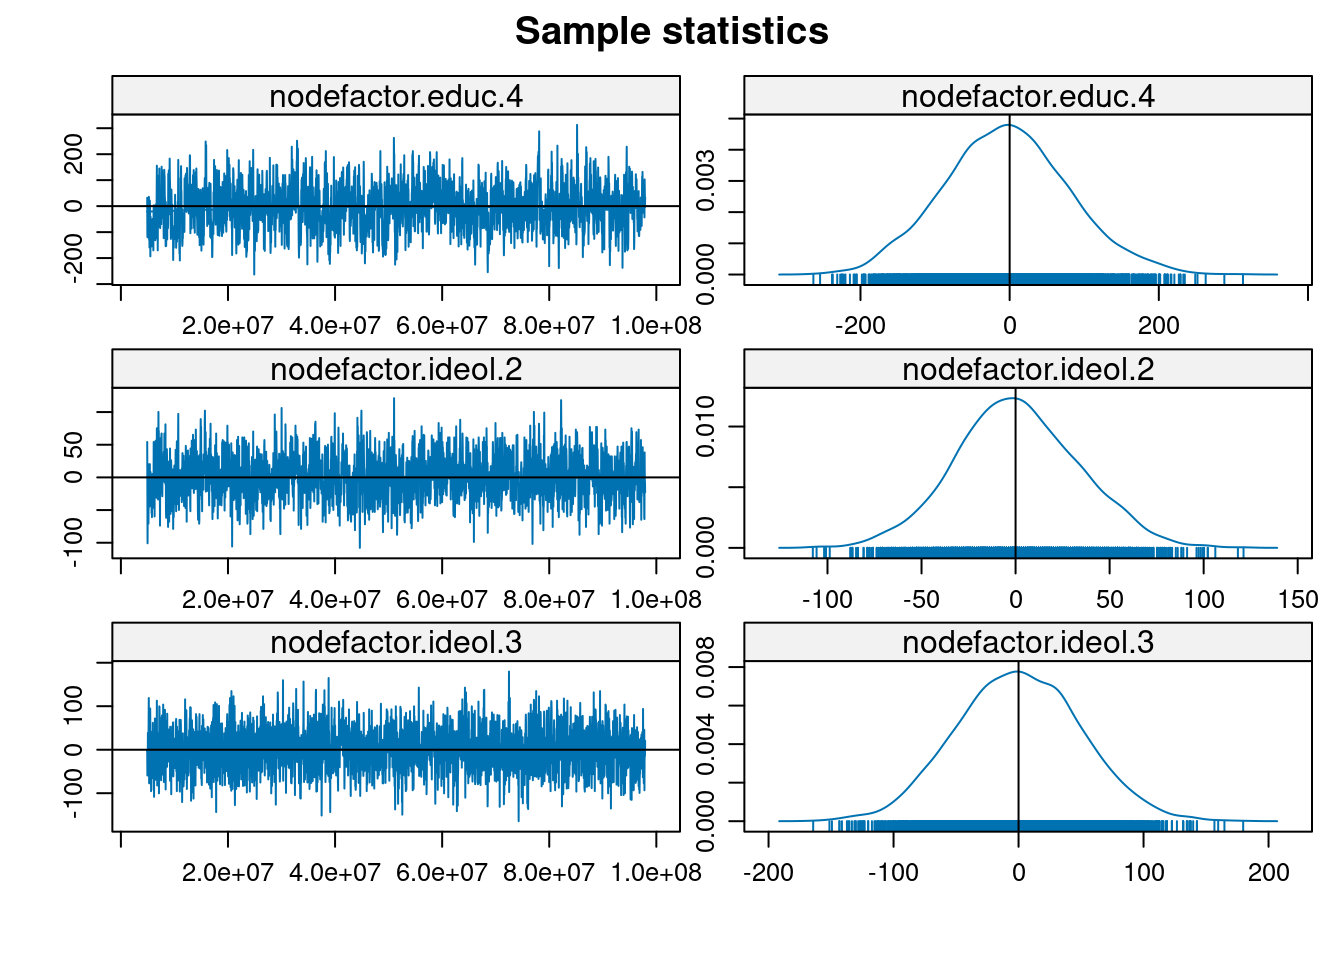 Sample statistics
nodefactor.educ.4 nodefactor.educ.4
-200 0 200
2.0e+07 4.0e+07 6.0e+07 8.0e+07 1.0e+08
0.000 0.003
-200 0 200
nodefactor.ideol.2 nodefactor.ideol.2
-100 0 50
2.0e+07 4.0e+07 6.0e+07 8.0e+07 1.0e+08
0.000 0.010
-100 -50 0 50 100 150
nodefactor.ideol.3 nodefactor.ideol.3
-100 0 100
2.0e+07 4.0e+07 6.0e+07 8.0e+07 1.0e+08
0.000 0.004 0.008
-200 -100 0 100 200